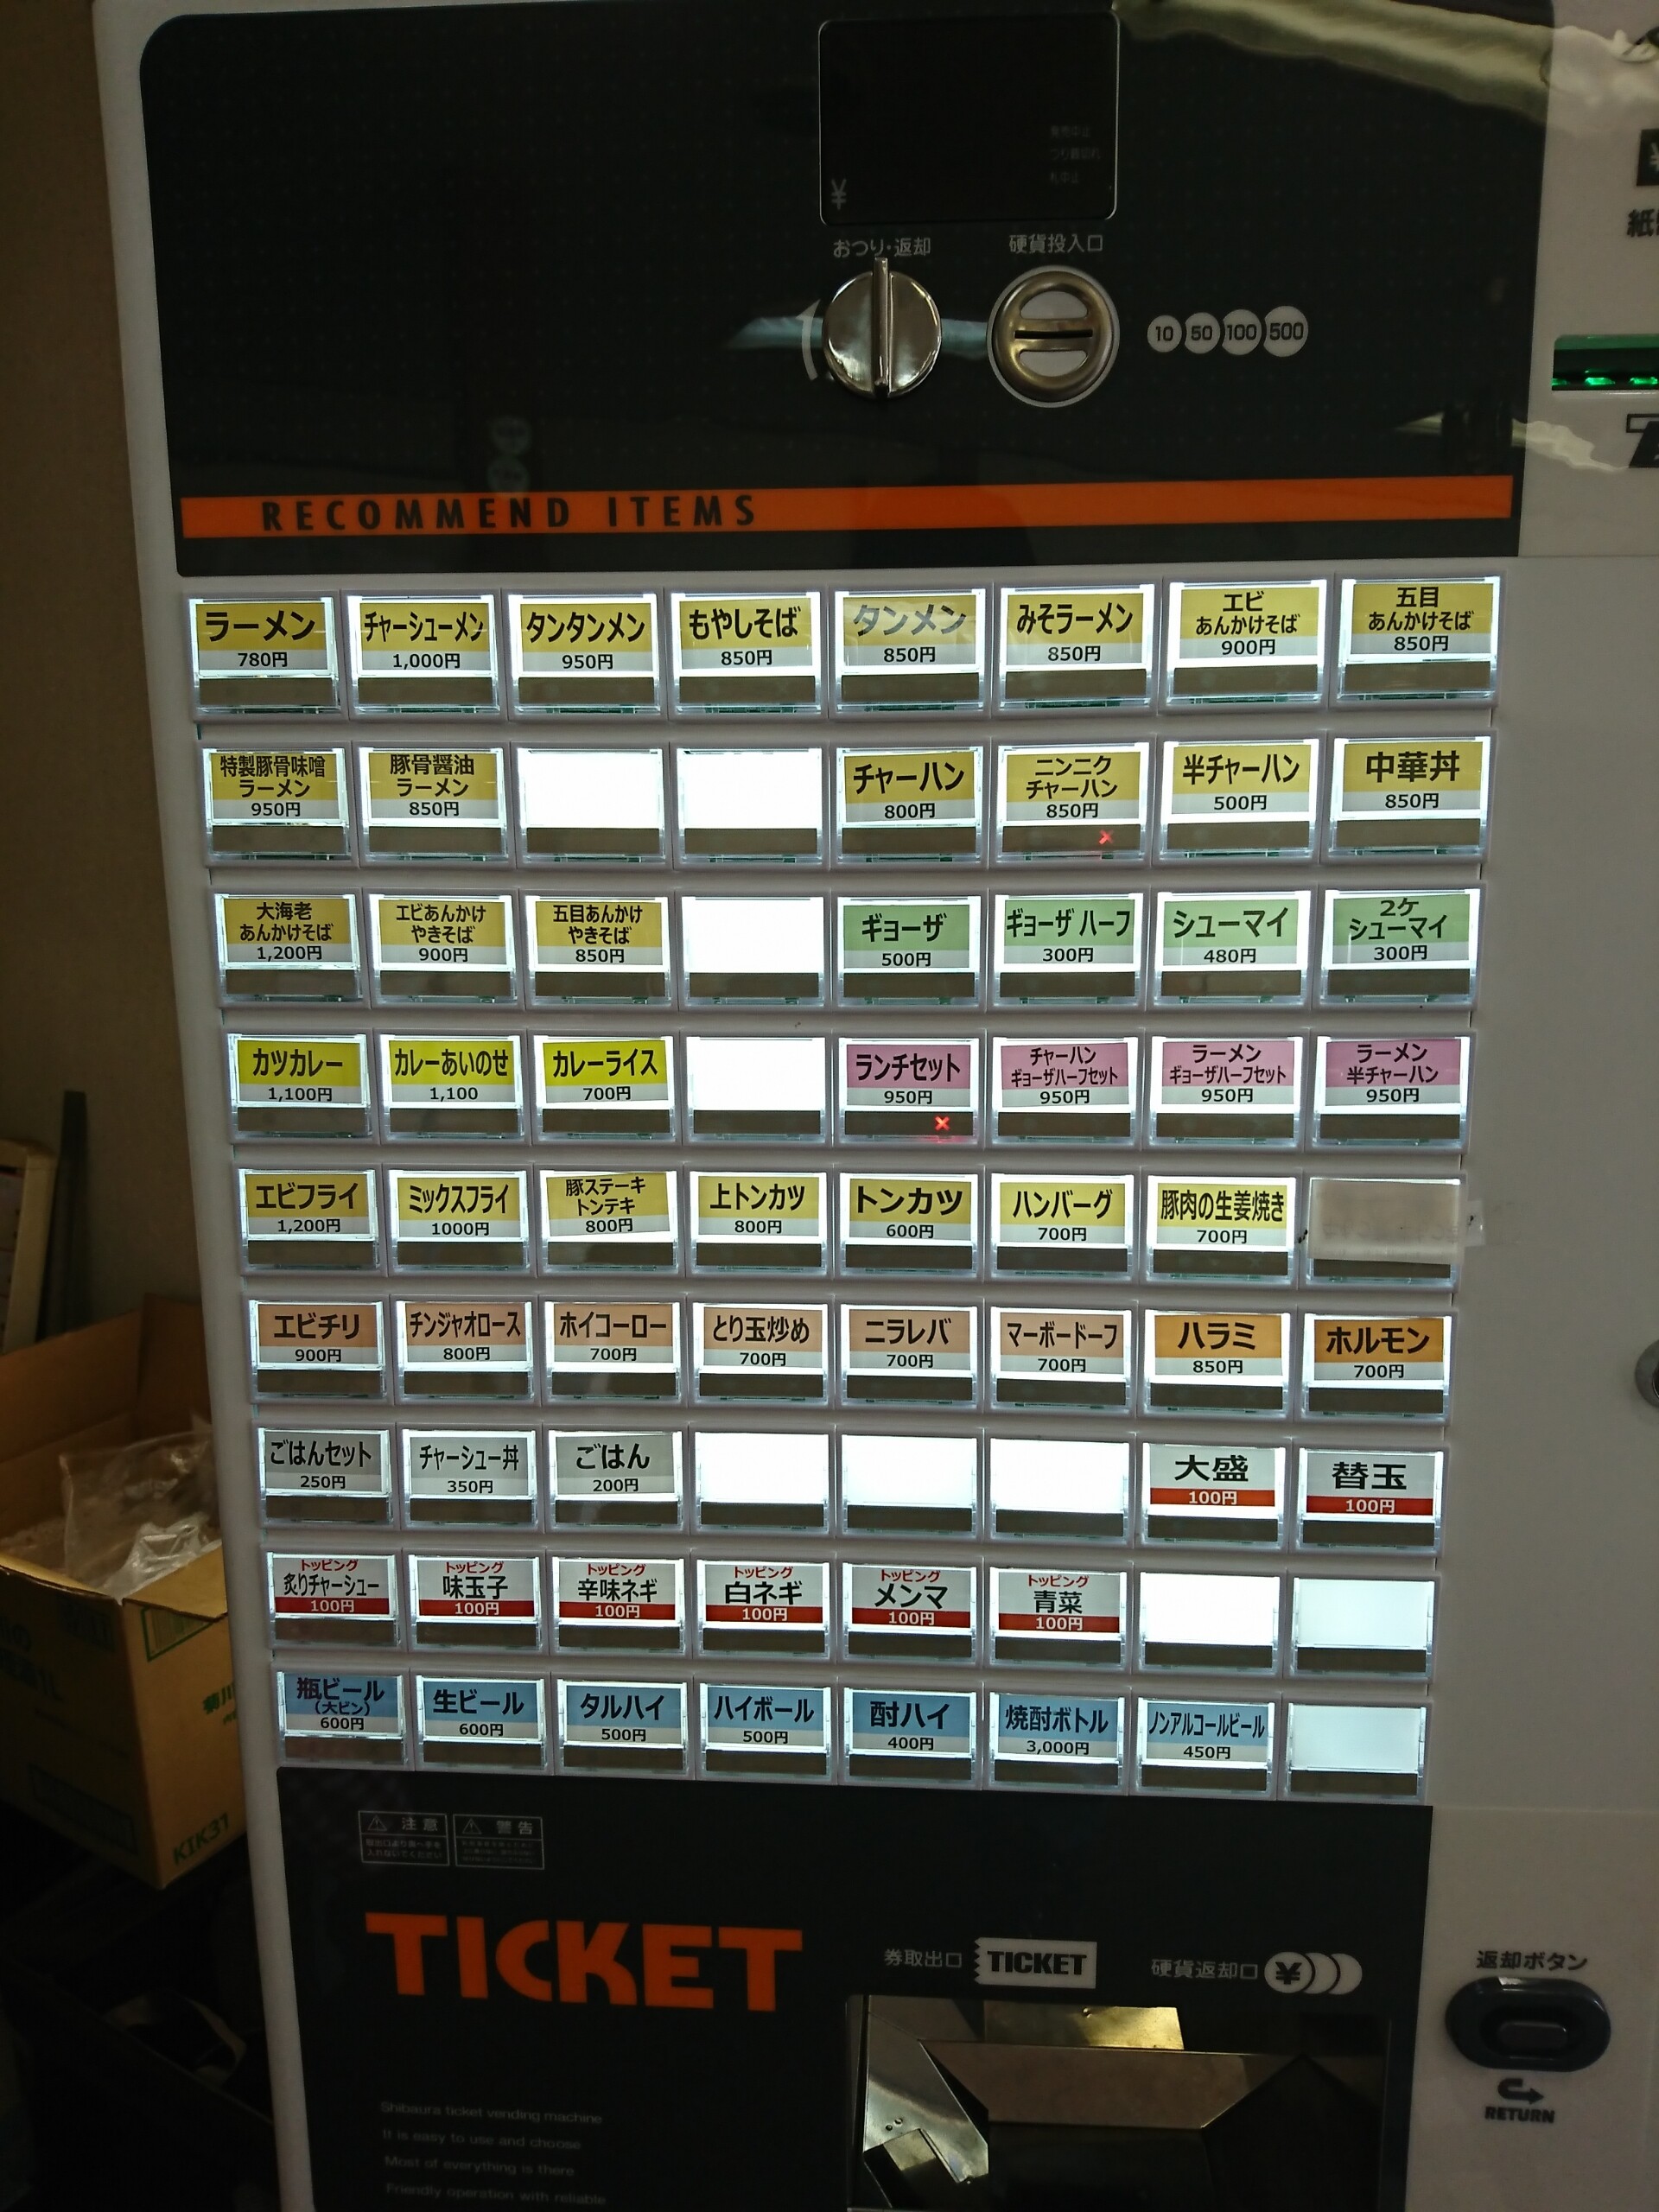 ¥
おつり・返却
硬貨投入口
10 50 100 500
RECOMMEND ITEMS
ラーメン
780円
チャーシューメン
1,000円
タンタンメン
950円
もやしそば
850円
タンメン
850円
みそラーメン
850円
エビ
あんかけそば
900円
五目
あんかけそば
850円
特製豚骨味噌
ラーメン
950円
豚骨醤油
ラーメン
850円
チャーハン
800円
ニンニク
チャーハン
850円
半チャーハン
500円
中華丼
850円
大海老
あんかけそば
1,200円
エビあんかけ
やきそば
900円
五目あんかけ
やきそば
850円
ギョーザ
500円
ギョーザ ハーフ
300円
シューマイ
480円
2ケ
シューマイ
300円
カツカレー
1,100円
カレーあいのせ
1,100
カレーライス
700円
ランチセット
950円
チャーハン
ギョーザハーフセット
950円
ラーメン
ギョーザハーフセット
950円
ラーメン
半チャーハン
950円
エビフライ
1,200円
ミックスフライ
1000円
豚ステーキ
トンテキ
800円
上トンカツ
800円
トンカツ
600円
ハンバーグ
700円
豚肉の生姜焼き
700円
エビチリ
900円
チンジャオロース
800円
ホイコーロー
700円
とり玉炒め
700円
ニラレバ
700円
マーボードーフ
700円
ハラミ
850円
ホルモン
700円
ごはんセット
250円
チャーシュー丼
350円
ごはん
200円
大盛
100円
替玉
100円
トッピング
炙りチャーシュー
100円
トッピング
味玉子
100円
トッピング
辛味ネギ
100円
トッピング
白ネギ
100円
トッピング
メンマ
100円
トッピング
青菜
100円
瓶ビール
(大ビン)
600円
生ビール
600円
タルハイ
500円
ハイボール
500円
酎ハイ
400円
焼酎ボトル
3,000円
ノンアルコールビール
450円
注意
警告
TICKET
券取出口
TICKET
硬貨返却口
¥
返却ボタン
RETURN
Shibaura ticket vending machine
It is easy to use and choose
Most of everything is there
Friendly operation with reliable
KIK31